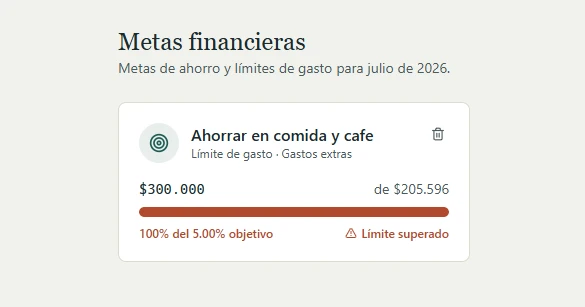 Metas financieras
Metas de ahorro y límites de gasto para julio de 2026.
Ahorrar en comida y cafe
Límite de gasto · Gastos extras
$300.000 de $205.596
100% del 5.00% objetivo Límite superado